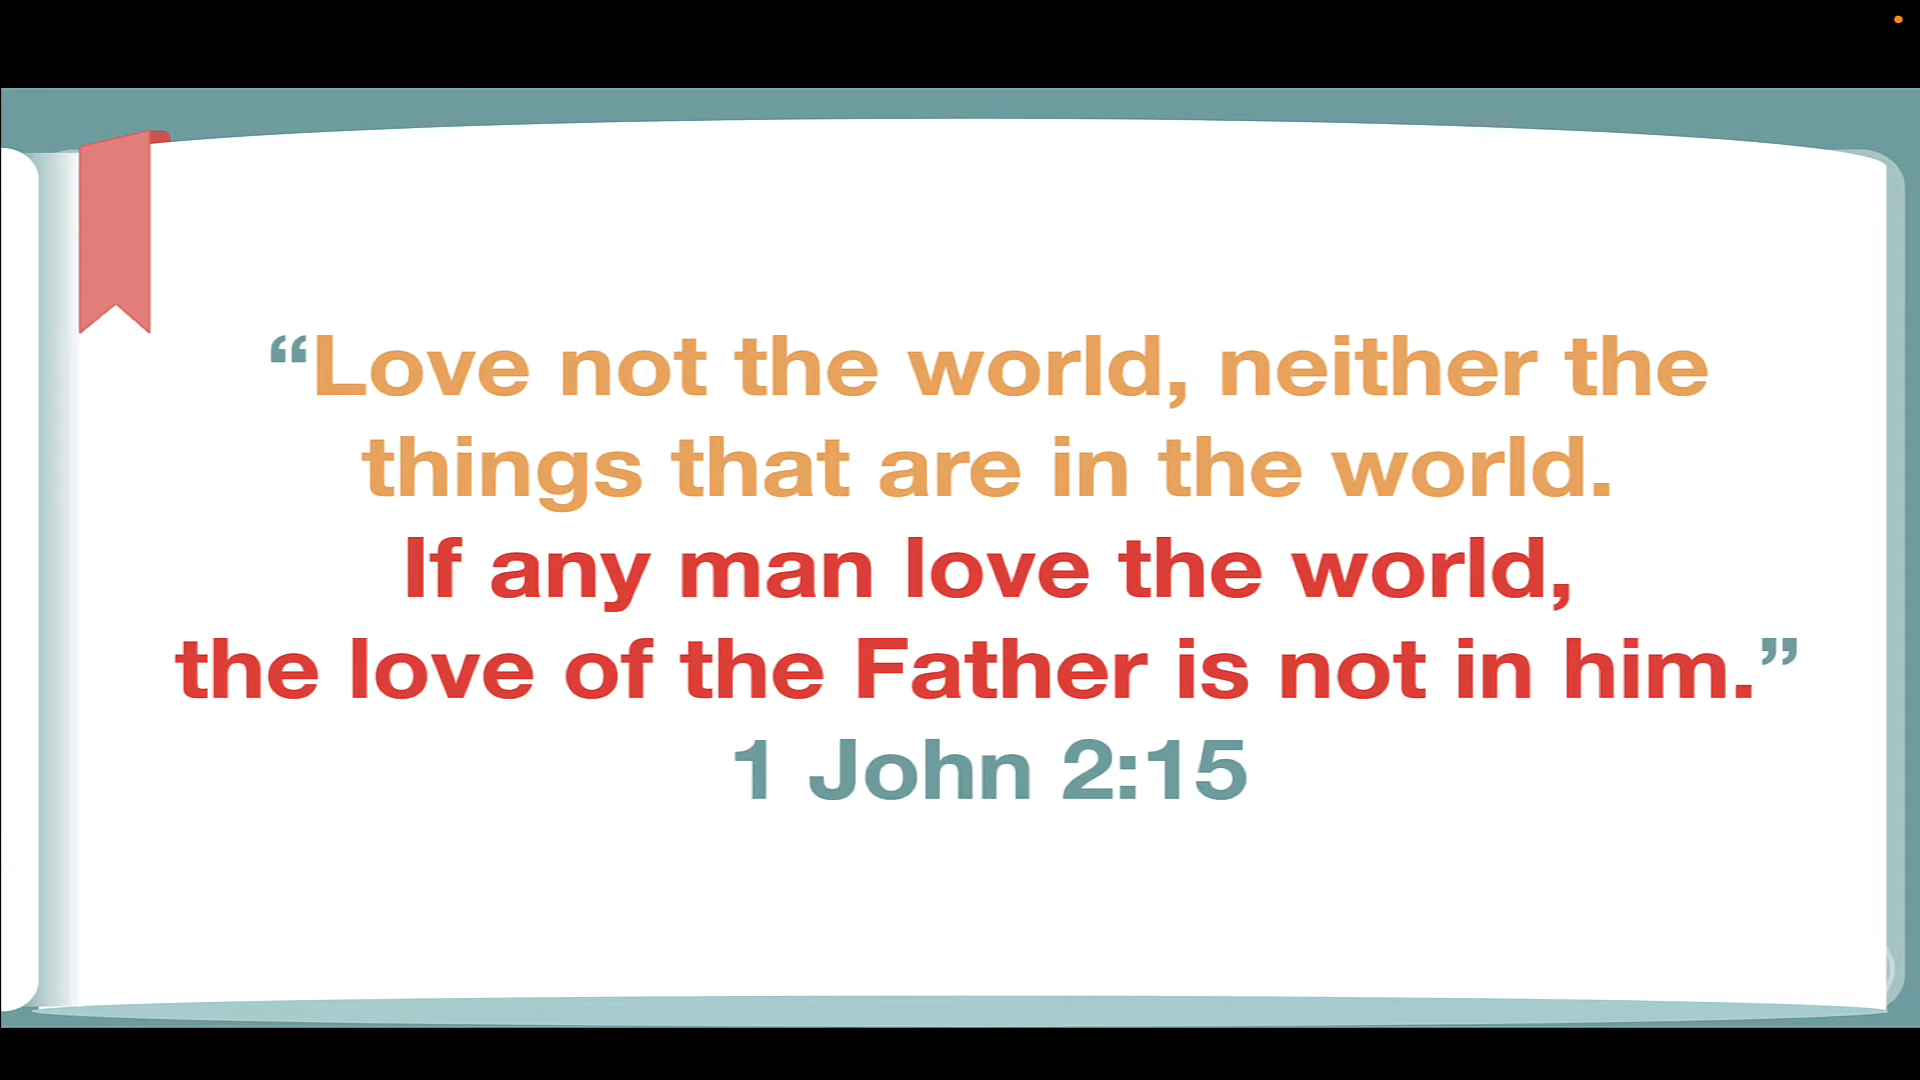 “Love not the world, neither the
things that are in the world.
If any man love the world,
the love of the Father is not in him.”
1 John 2:15